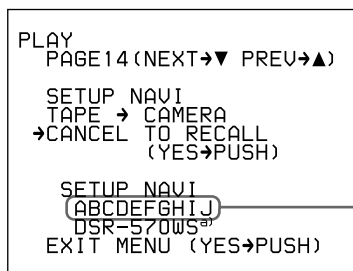 PLAY
PAGE14(NEXT→▼ PREV→▲)
SETUP NAVI
TAPE → CAMERA
→CANCEL TO RECALL
(YES→PUSH)
SETUP NAVI
ABCDEFGHIJ
DSR-570WSa)
EXIT MENU (YES→PUSH)